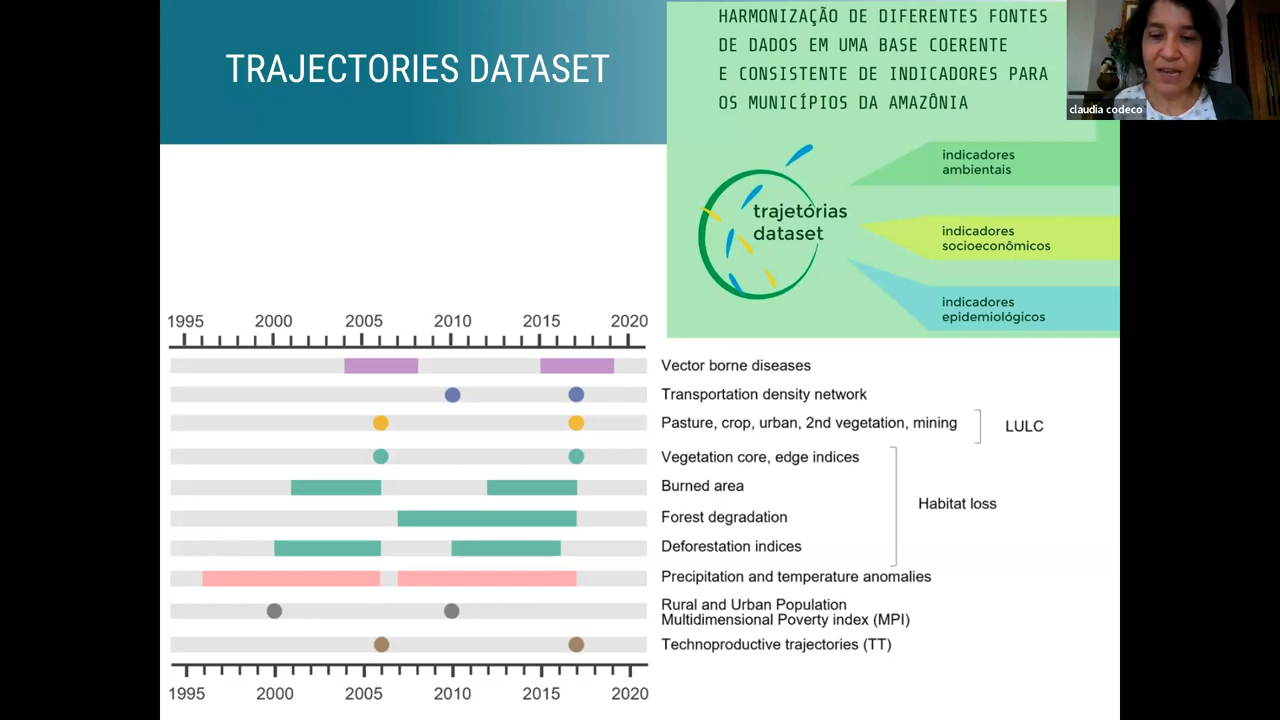 TRAJECTORIES DATASET
HARMONIZAÇÃO DE DIFERENTES FONTES
DE DADOS EM UMA BASE COERENTE
E CONSISTENTE DE INDICADORES PARA
OS MUNICÍPIOS DA AMAZÔNIA
claudia codeco
trajetórias
dataset
indicadores
ambientais
indicadores
socioeconômicos
indicadores
epidemiológicos
1995 2000 2005 2010 2015 2020
Vector borne diseases
Transportation density network
Pasture, crop, urban, 2nd vegetation, mining
LULC
Vegetation core, edge indices
Burned area
Habitat loss
Forest degradation
Deforestation indices
Precipitation and temperature anomalies
Rural and Urban Population
Multidimensional Poverty index (MPI)
Technoproductive trajectories (TT)
1995 2000 2005 2010 2015 2020